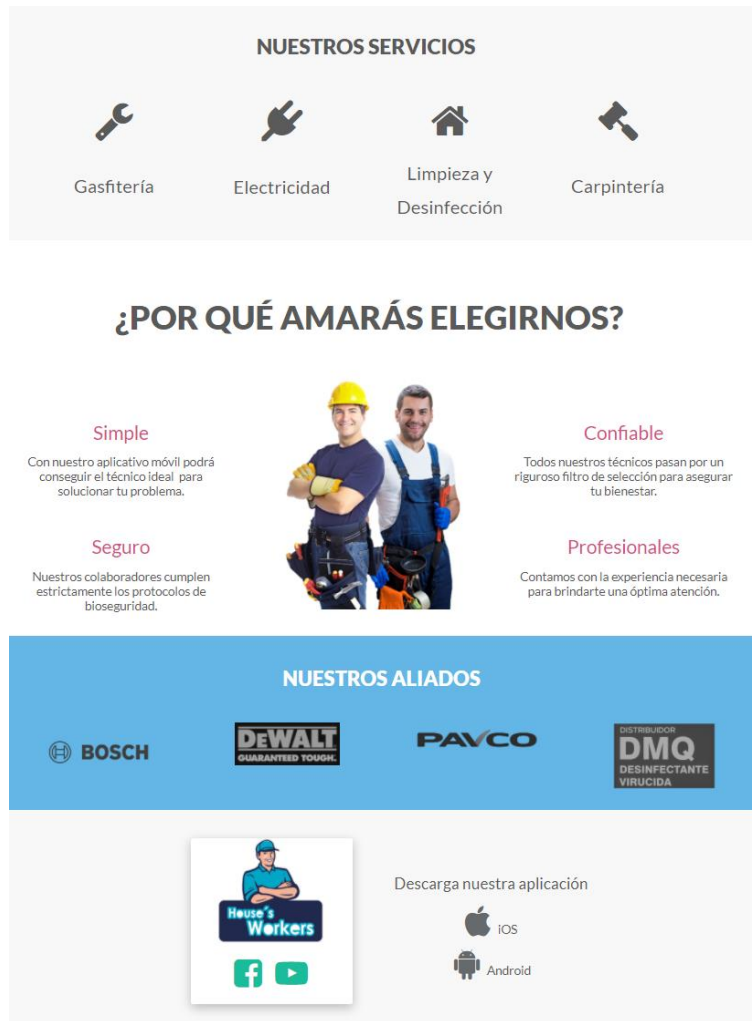 NUESTROS SERVICIOS
Gasfitería
Electricidad
Limpieza y
Desinfección
Carpintería
¿POR QUÉ AMARÁS ELEGIRNOS?
Simple
Con nuestro aplicativo móvil podrá
conseguir el técnico ideal para
solucionar tu problema.
Seguro
Nuestros colaboradores cumplen
estrictamente los protocolos de
bioseguridad.
Confiable
Todos nuestros técnicos pasan por un
riguroso filtro de selección para asegurar
tu bienestar.
Profesionales
Contamos con la experiencia necesaria
para brindarte una óptima atención.
NUESTROS ALIADOS
BOSCH
DEWALT
GUARANTEED TOUGH.
PAVCO
DISTRIBUIDOR
DMQ
DESINFECTANTE
VIRUCIDA
House´s
Workers
Descarga nuestra aplicación
iOS
Android